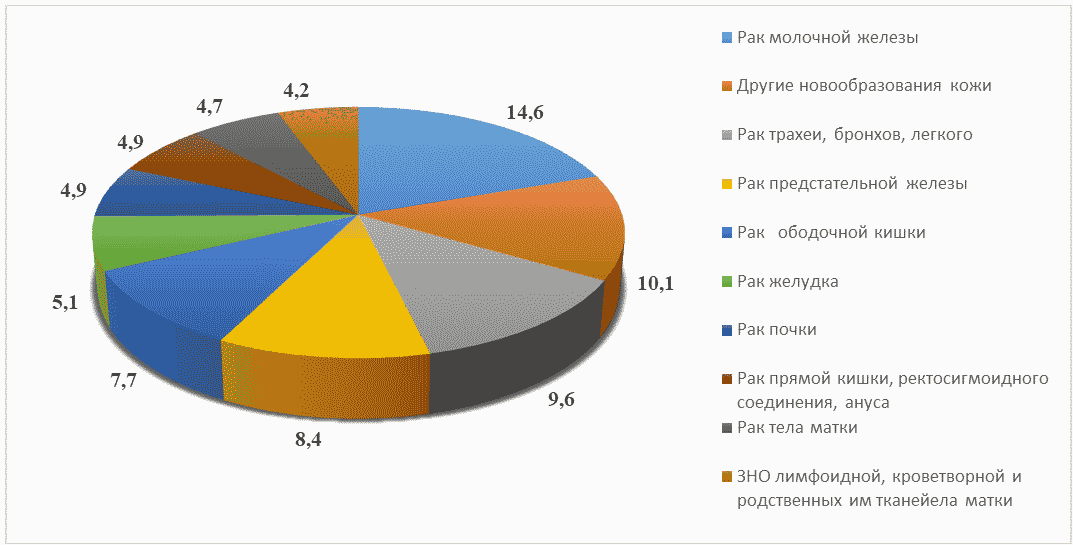 4,2
4,7
14,6
4,9
4,9
10,1
5,1
7,7
9,6
8,4
Рак молочной железы
Другие новообразования кожи
Рак трахеи, бронхов, легкого
Рак предстательной железы
Рак ободочной кишки
Рак желудка
Рак почки
Рак прямой кишки, ректосигмоидного
соединения, ануса
Рак тела матки
ЗНО лимфоидной, кроветворной и
родственных им тканейела матки